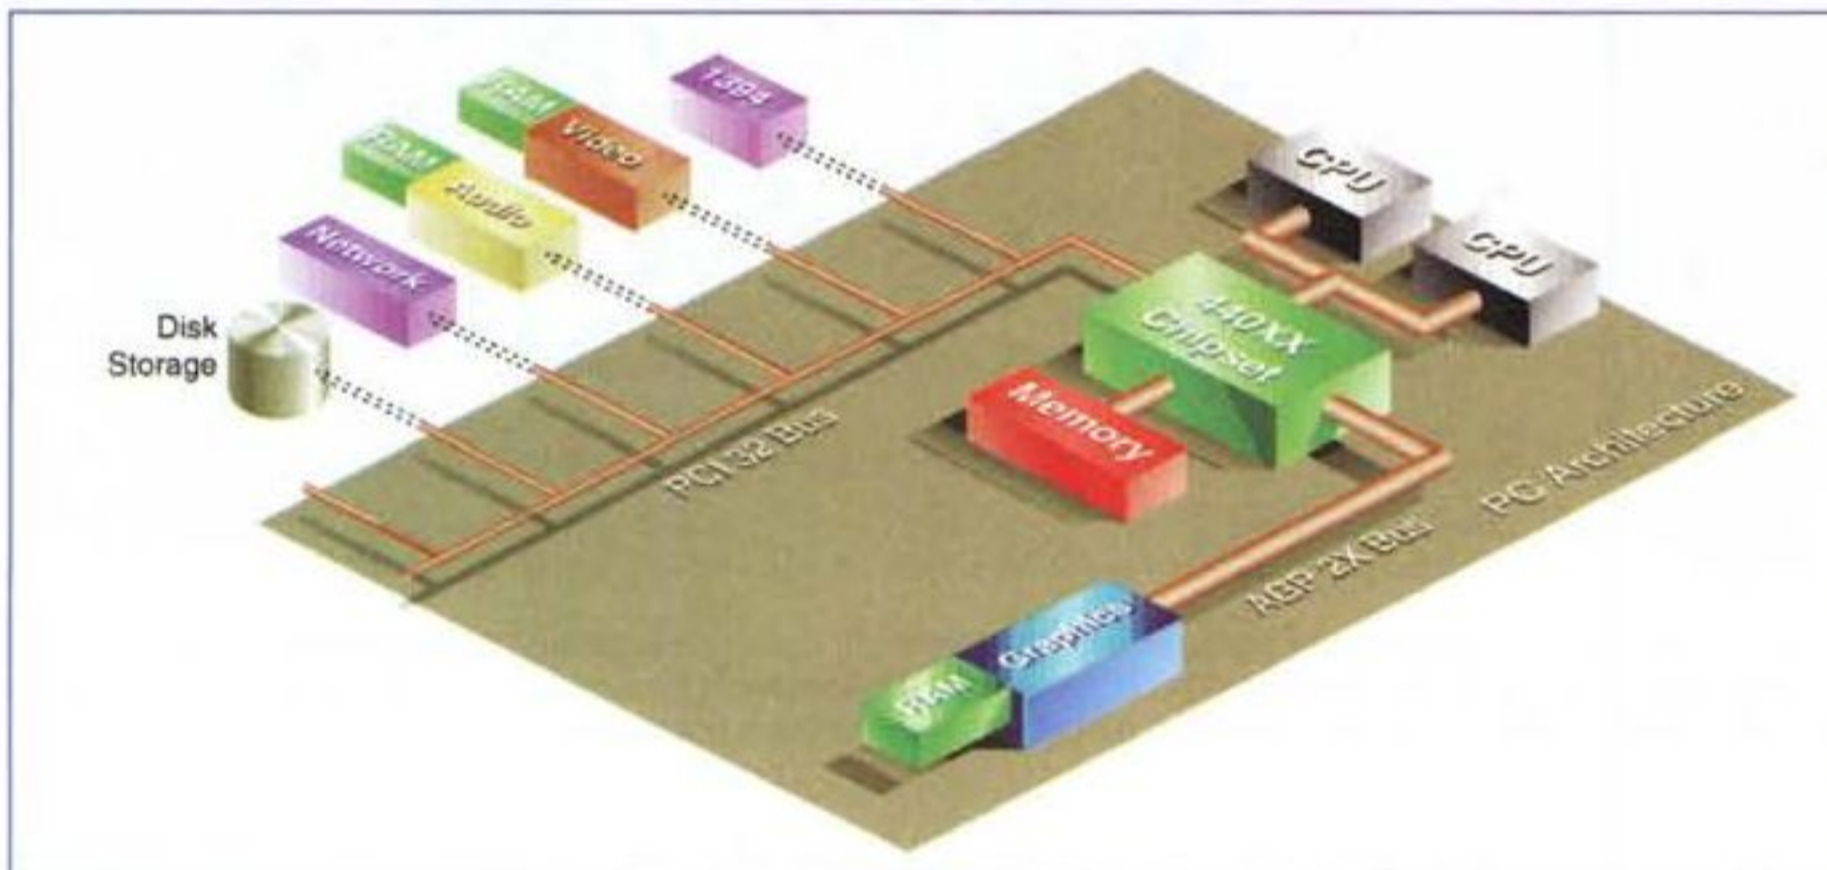 1394
RAM
Video
RAM
Audio
Network
Disk
Storage
CPU
CPU
440XX
Chipset
Memory
PCI 32 Bus
PC Architecture
AGP 2X Bus
Graphics
RAM